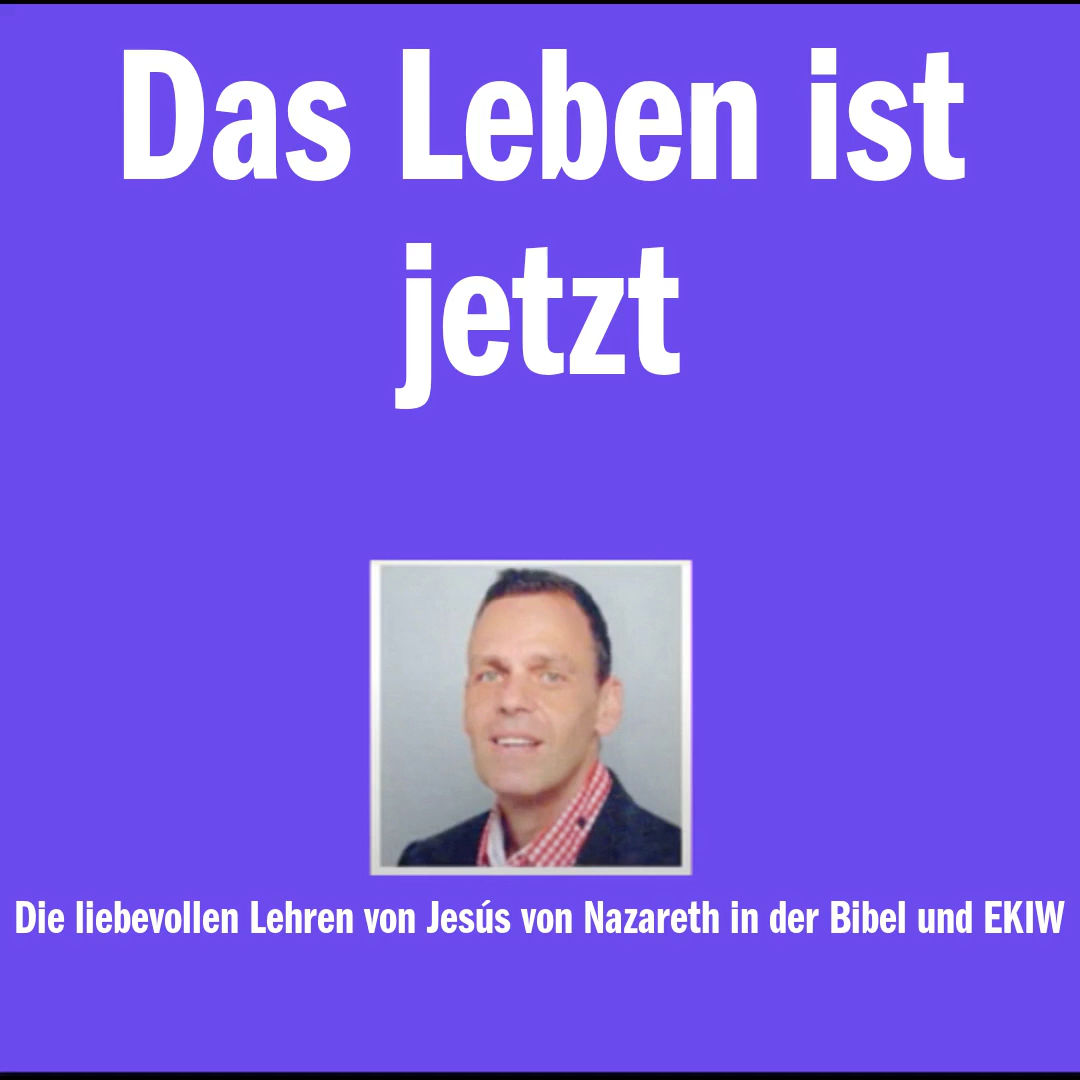 Das Leben ist
jetzt
Die liebevollen Lehren von Jesús von Nazareth in der Bibel und EKIW